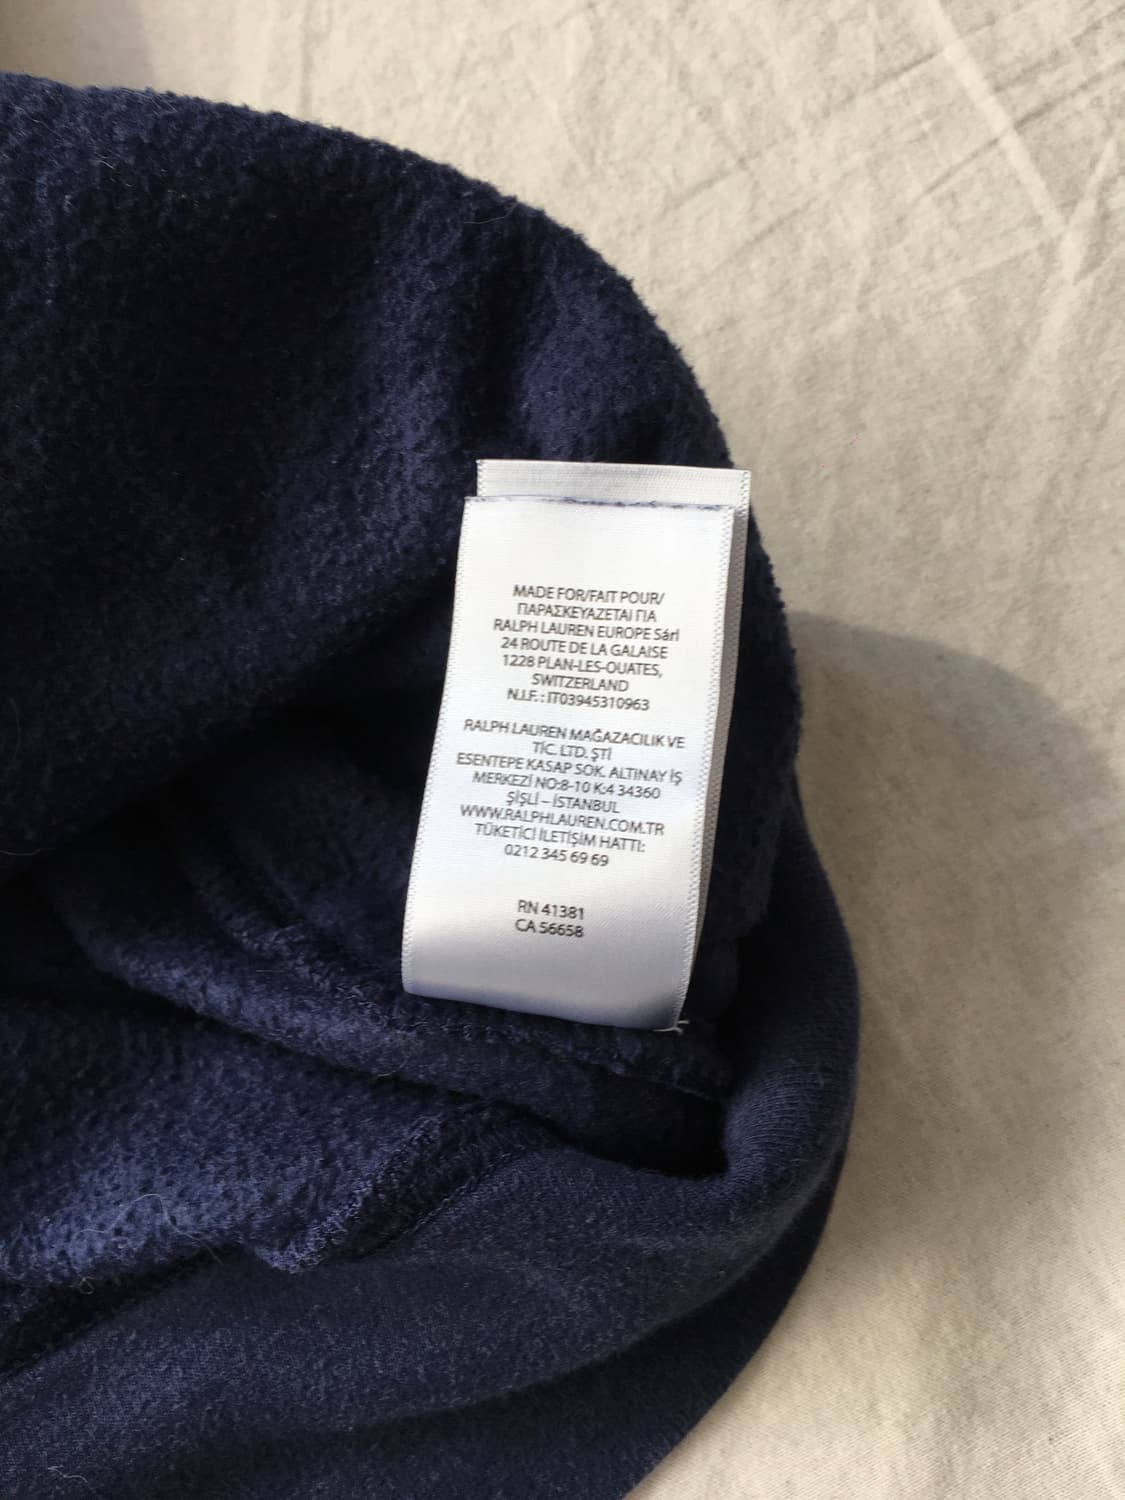 MADE FOR/FAIT POUR/
ΠΑΡΑΣΚΕΥΑΖΕΤΑΙ ΓΙΑ
RALPH LAUREN EUROPE Sárl
24 ROUTE DE LA GALAISE
1228 PLAN-LES-OUATES,
SWITZERLAND
N.I.F. : IT03945310963
RALPH LAUREN MAĞAZACILIK VE
TİC. LTD. ŞTİ
ESENTEPE KASAP SOK. ALTINAY İŞ
MERKEZİ NO:8-10 K:4 34360
ŞİŞLİ – İSTANBUL
WWW.RALPHLAUREN.COM.TR
TÜKETİCİ İLETİŞİM HATTI:
0212 345 69 69
RN 41381
CA 56658